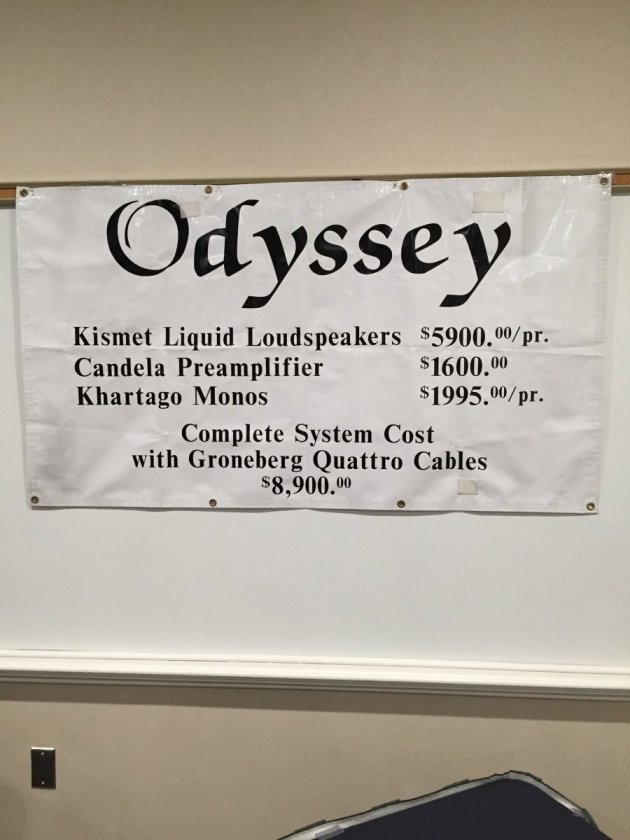 Odyssey
Kismet Liquid Loudspeakers $5900.00/pr.
Candela Preamplifier $1600.00
Khartago Monos $1995.00/pr.
Complete System Cost
with Groneberg Quattro Cables
$8,900.00